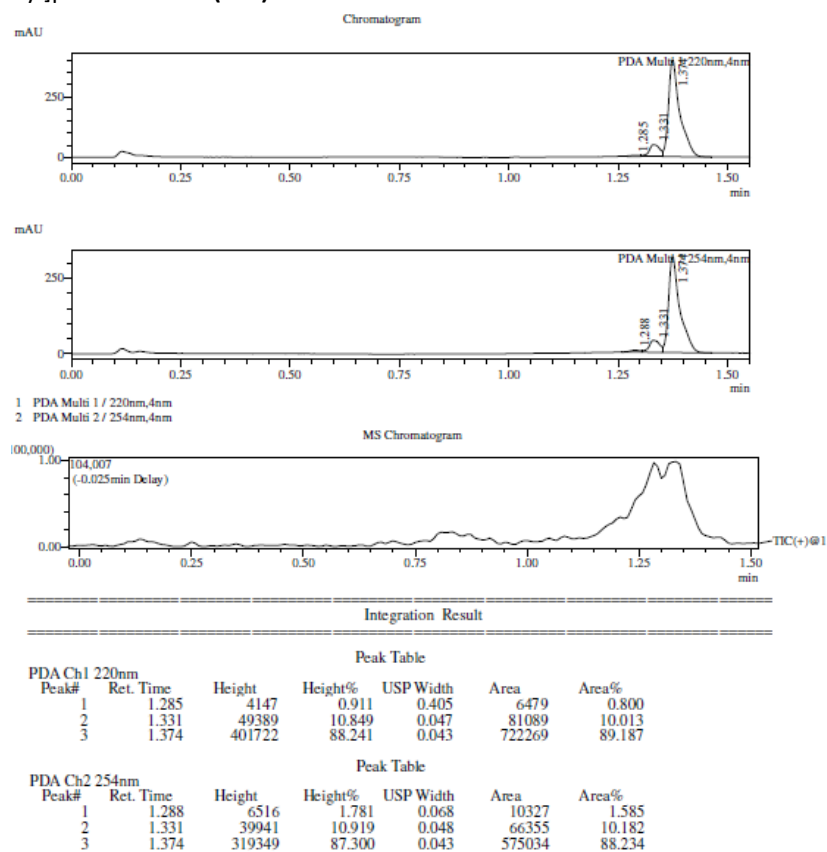 Chromatogram
mAU
PDA Multi 1 220nm,4nm
250
0
1.285
1.331
1.374
0.00 0.25 0.50 0.75 1.00 1.25 1.50
min
mAU
PDA Multi 2 254nm,4nm
250
0
1.288
1.331
1.374
0.00 0.25 0.50 0.75 1.00 1.25 1.50
min
1 PDA Multi 1 / 220nm,4nm
2 PDA Multi 2 / 254nm,4nm
MS Chromatogram
00,000)
1.00
104,007
(-0.025min Delay)
0.00
TIC(+)@1
0.00 0.25 0.50 0.75 1.00 1.25 1.50
min
Integration Result
Peak Table
PDA Ch1 220nm
Peak# Ret. Time Height Height% USP Width Area Area%
1 1.285 4147 0.911 0.405 6479 0.800
2 1.331 49389 10.849 0.047 81089 10.013
3 1.374 401722 88.241 0.043 722269 89.187
Peak Table
PDA Ch2 254nm
Peak# Ret. Time Height Height% USP Width Area Area%
1 1.288 6516 1.781 0.068 10327 1.585
2 1.331 39941 10.919 0.048 66355 10.182
3 1.374 319349 87.300 0.043 575034 88.234